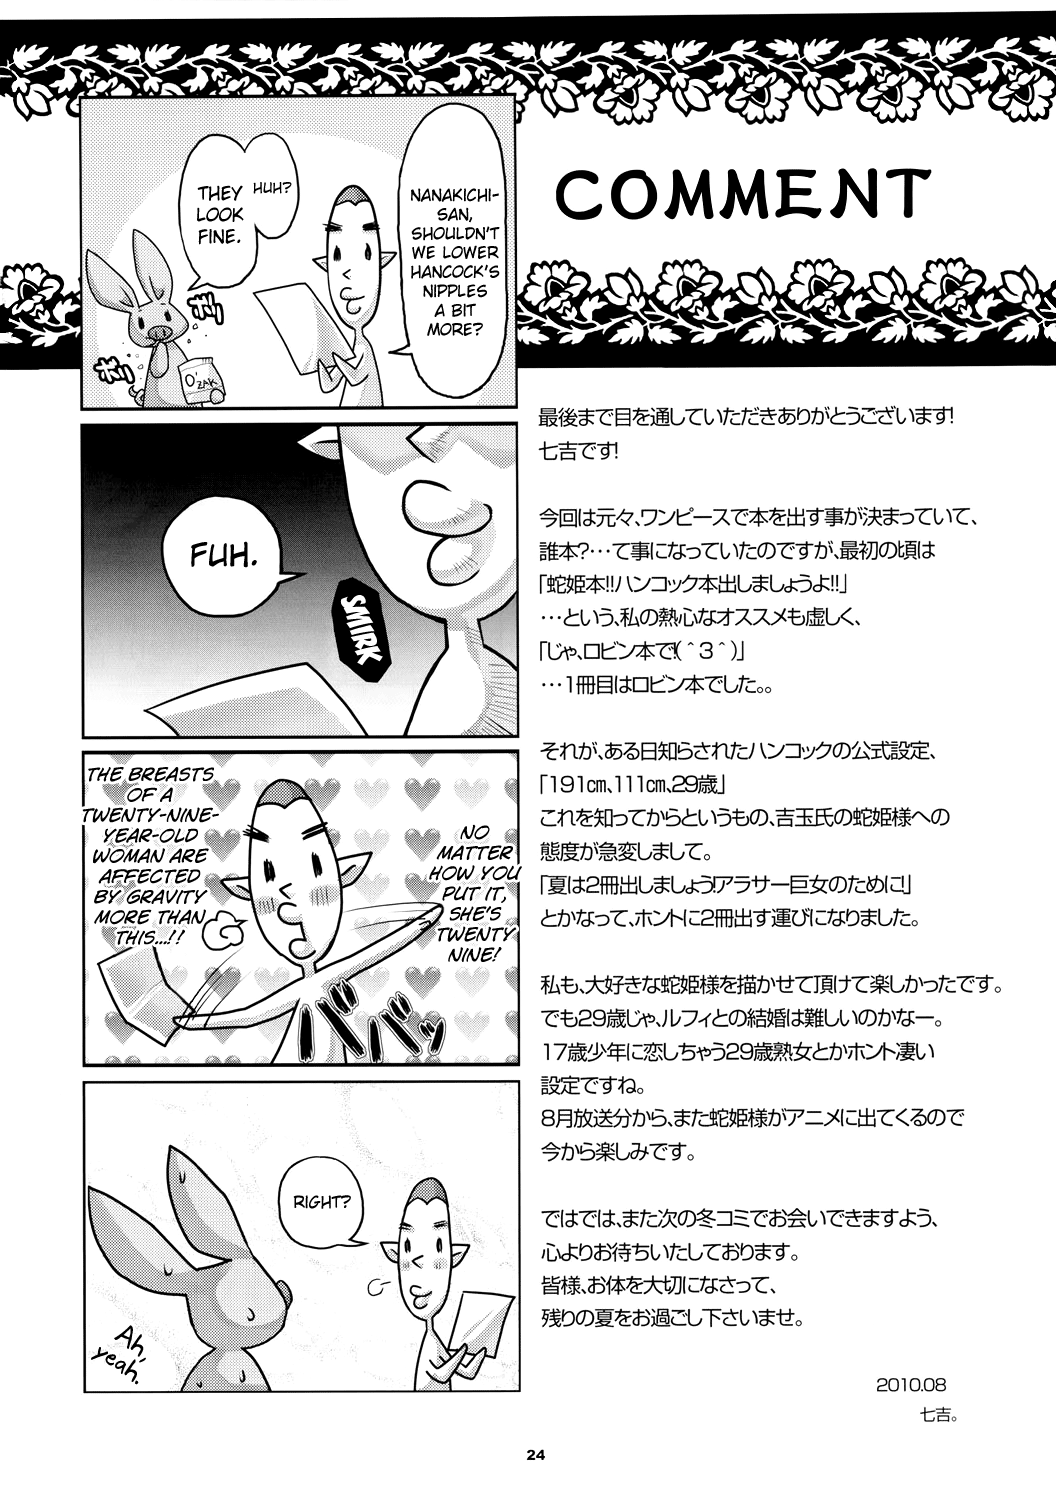 COMMENT
NANAKICHI-
SAN,
SHOULDN'T
WE LOWER
HANCOCK'S
NIPPLES
A BIT
MORE?
HUH?
THEY
LOOK
FINE.
ポリ
ポリ
O'ZAK
FUH.
SMIRK
NO
MATTER
HOW YOU
PUT IT,
SHE'S
TWENTY
NINE!
THE BREASTS
OF A
TWENTY-NINE-
YEAR-OLD
WOMAN ARE
AFFECTED
BY GRAVITY
MORE THAN
THIS...!!
バ
バッ
RIGHT?
Ah,
yeah.
最後まで目を通していただきありがとうございます!
七吉です!
今回は元々、ワンピースで本を出す事が決まっていて、
誰本?・・・て事になっていたのですが、最初の頃は
「蛇姫本!!ハンコック本出しましょうよ!!」
・・・という、私の熱心なオススメも虚しく、
「じゃ、ロビン本で!(＾3＾)」
・・・1冊目はロビン本でした。。
それが、ある日知らされたハンコックの公式設定、
「191㎝、111㎝、29歳」
これを知ってからというもの、吉玉氏の蛇姫様への
態度が急変しまして。
「夏は2冊出しましょう!アラサー巨女のために!」
とかなって、ホントに2冊出す運びになりました。
私も、大好きな蛇姫様を描かせて頂けて楽しかったです。
でも29歳じゃ、ルフィとの結婚は難しいのかなー。
17歳少年に恋しちゃう29歳熟女とかホント凄い
設定ですね。
8月放送分から、また蛇姫様がアニメに出てくるので
今から楽しみです。
ではでは、また次の冬コミでお会いできますよう、
心よりお待ちいたしております。
皆様、お体を大切になさって、
残りの夏をお過ごし下さいませ。
2010.08
七吉。
24